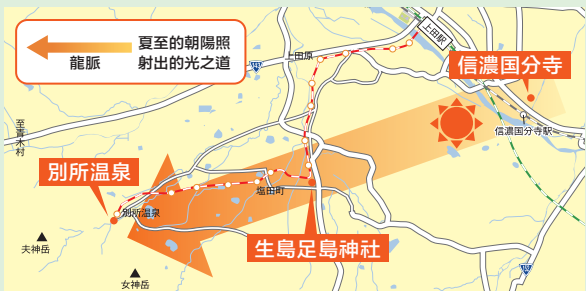 夏至的朝陽照
射出的光之道
龍脈
上田駅
上田原
信濃国分寺
信濃国分寺駅
至青木村
別所温泉
別所温泉
塩田町
生島足島神社
夫神岳
女神岳